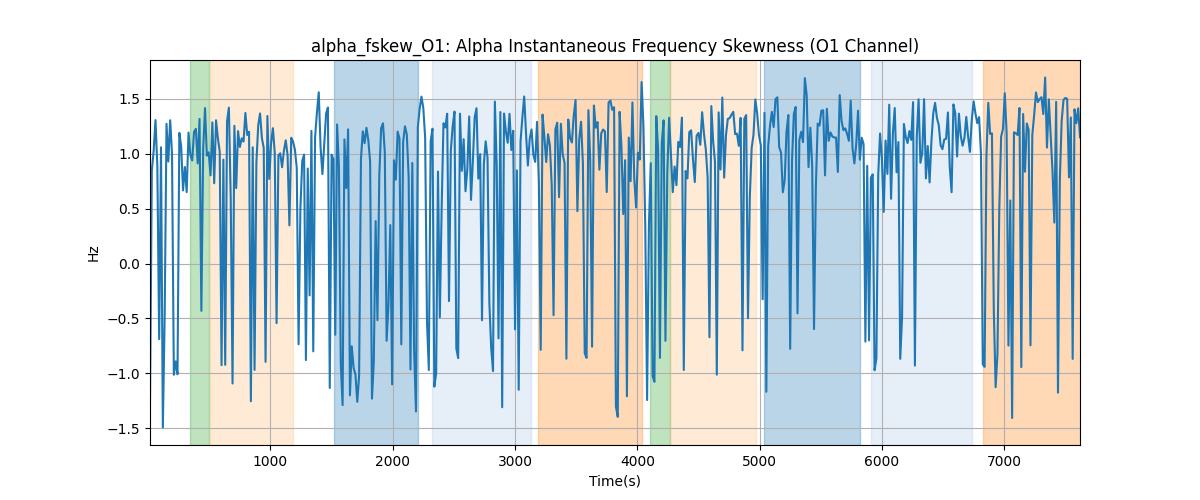 alpha_fskew_O1: Alpha Instantaneous Frequency Skewness (O1 Channel)
1.5
1.0
0.5
0.0
−0.5
−1.0
−1.5
Hz
1000 2000 3000 4000 5000 6000 7000
Time(s)